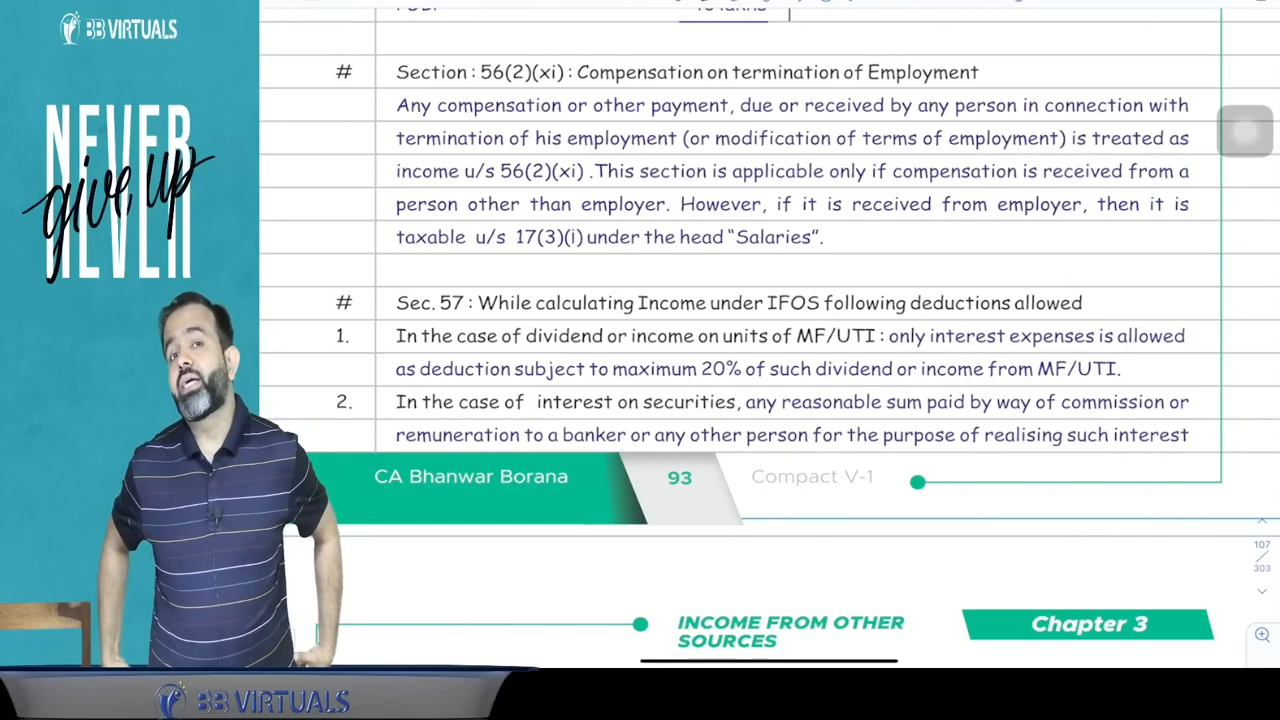 BB VIRTUALS
NEVER
give up
NEVER
# Section : 56(2)(xi) : Compensation on termination of Employment
Any compensation or other payment, due or received by any person in connection with
termination of his employment (or modification of terms of employment) is treated as
income u/s 56(2)(xi) .This section is applicable only if compensation is received from a
person other than employer. However, if it is received from employer, then it is
taxable u/s 17(3)(i) under the head “Salaries”.
# Sec. 57 : While calculating Income under IFOS following deductions allowed
1. In the case of dividend or income on units of MF/UTI : only interest expenses is allowed
as deduction subject to maximum 20% of such dividend or income from MF/UTI.
2. In the case of interest on securities, any reasonable sum paid by way of commission or
remuneration to a banker or any other person for the purpose of realising such interest
CA Bhanwar Borana 93 Compact V-1
107
/
303
INCOME FROM OTHER
SOURCES
Chapter 3
BB VIRTUALS